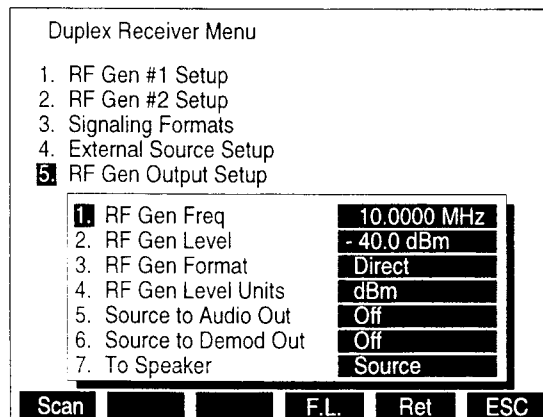 Duplex Receiver Menu
1. RF Gen #1 Setup
2. RF Gen #2 Setup
3. Signaling Formats
4. External Source Setup
5. RF Gen Output Setup
1. RF Gen Freq 10.0000 MHz
2. RF Gen Level - 40.0 dBm
3. RF Gen Format Direct
4. RF Gen Level Units dBm
5. Source to Audio Out Off
6. Source to Demod Out Off
7. To Speaker Source
Scan F.L. Ret ESC